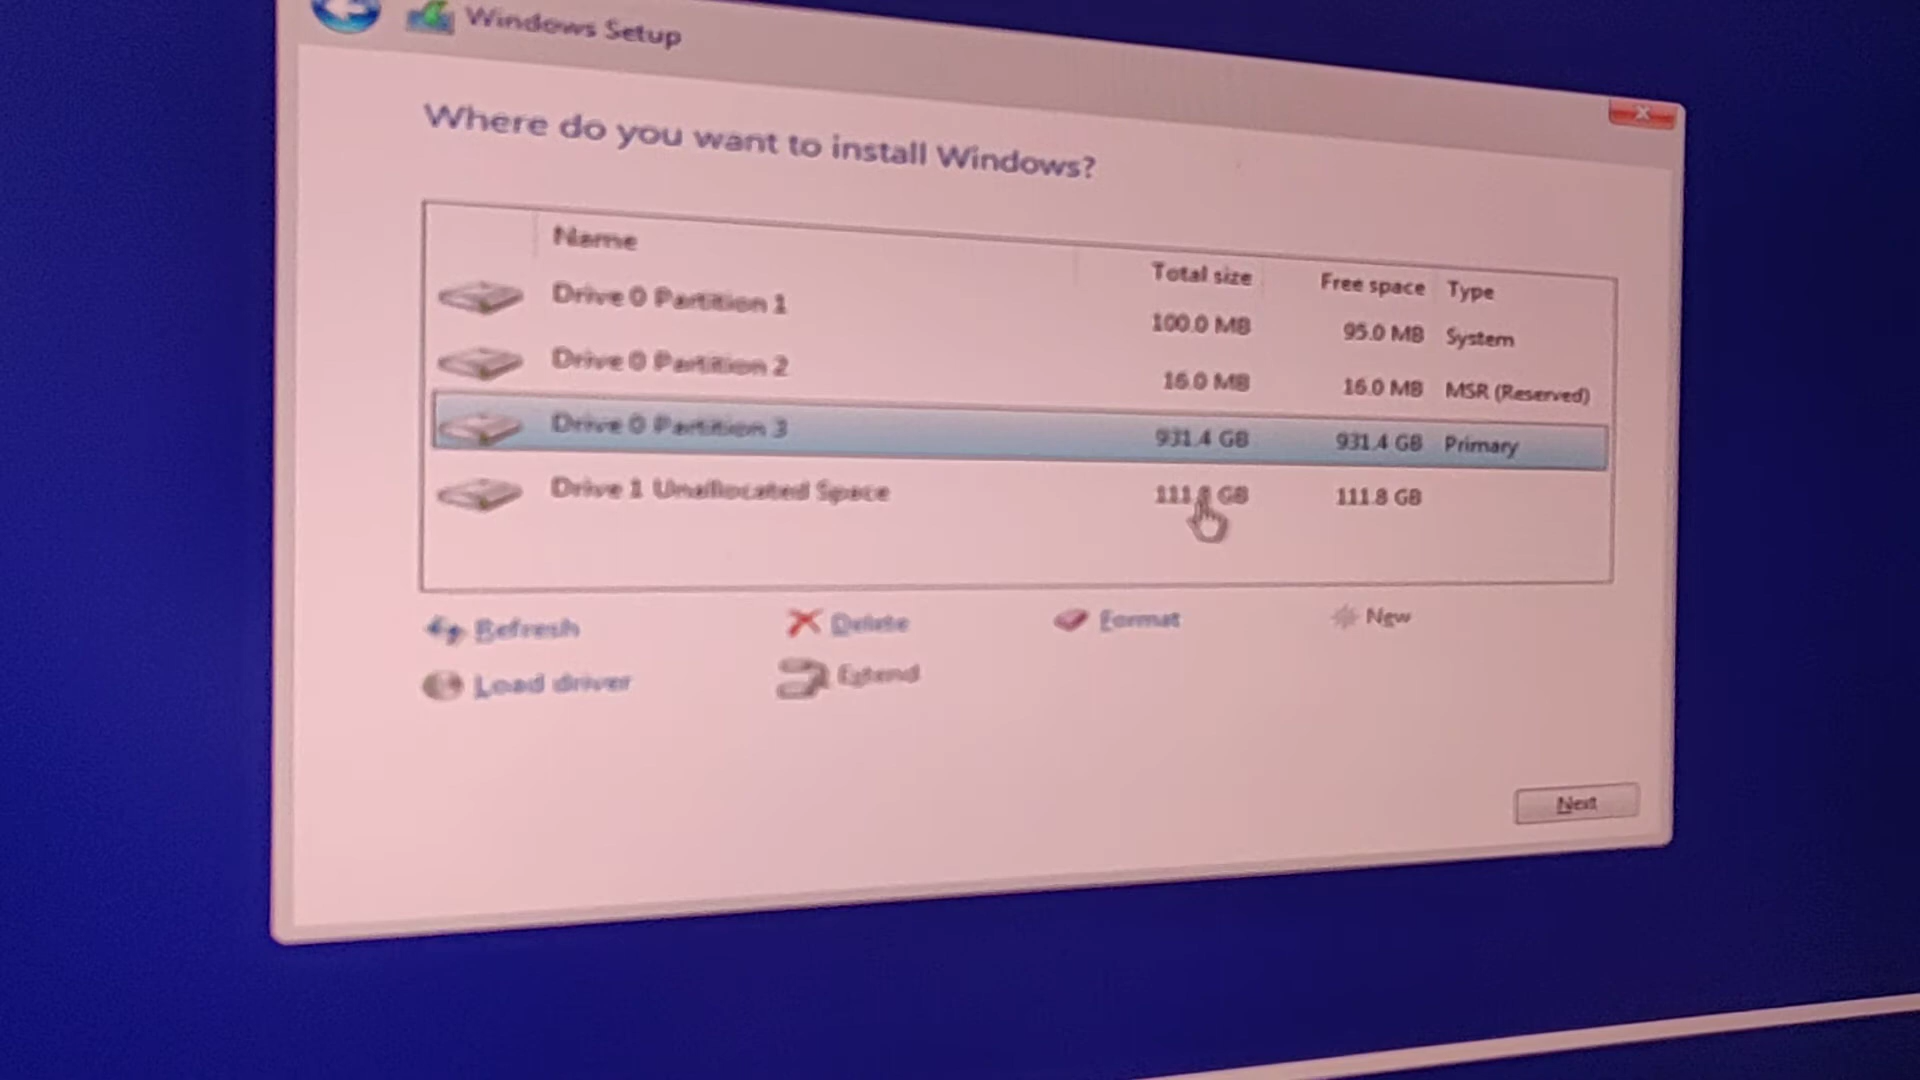 Windows Setup
Where do you want to install Windows?
Name Total size Free space Type
Drive 0 Partition 1 100.0 MB 95.0 MB System
Drive 0 Partition 2 16.0 MB 16.0 MB MSR (Reserved)
Drive 0 Partition 3 931.4 GB 931.4 GB Primary
Drive 1 Unallocated Space 111.8 GB 111.8 GB
Refresh Delete Format New
Load driver Extend
Next